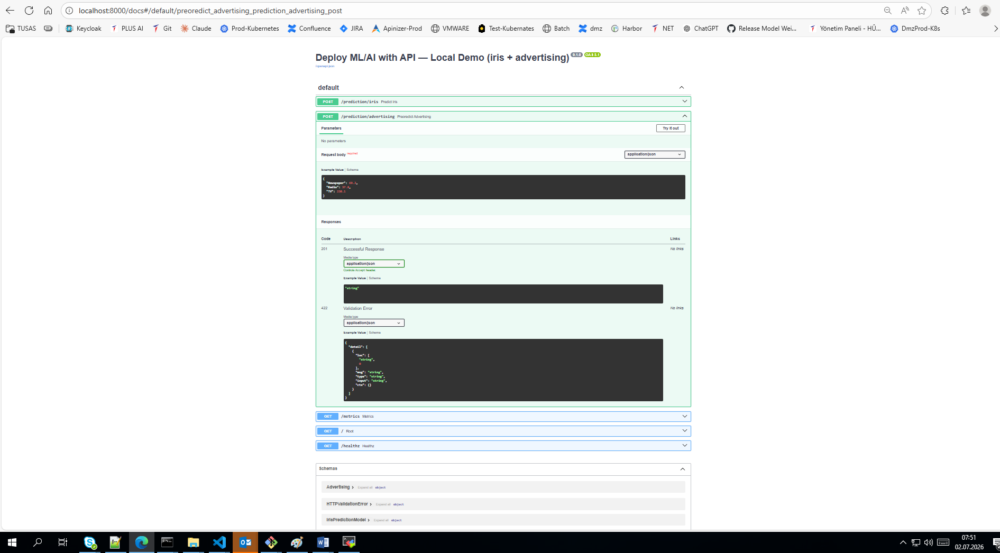 localhost:8000/docs#/default/preoredict_advertising_prediction_advertising_post
TUSAS
Keycloak
PLUS AI
Git
Claude
Prod-Kubernetes
Confluence
JIRA
Apinizer-Prod
VMWARE
Test-Kubernates
Batch
dmz
Harbor
NET
ChatGPT
Release Model Wei...
Yönetim Paneli - HÛ...
DmzProd-K8s
Deploy ML/AI with API — Local Demo (iris + advertising) 0.1.0 OAS 3.1
/openapi.json
default
POST /prediction/iris Predict Iris
POST /prediction/advertising Preoredict Advertising
Parameters
Try it out
No parameters
Request body required
application/json
Example Value | Schema
{
"Newspaper": 69.2,
"Radio": 37.8,
"TV": 230.1
}
Responses
Code Description Links
201 Successful Response No links
Media type
application/json
Controls Accept header.
Example Value | Schema
"string"
422 Validation Error No links
Media type
application/json
Example Value | Schema
{
"detail": [
{
"loc": [
"string",
0
],
"msg": "string",
"type": "string",
"input": "string",
"ctx": {}
}
]
}
GET /metrics Metrics
GET / Root
GET /healthz Healthz
Schemas
Advertising > Expand all object
HTTPValidationError > Expand all object
IrisPredictionModel > Expand all object
07:51
02.07.2026